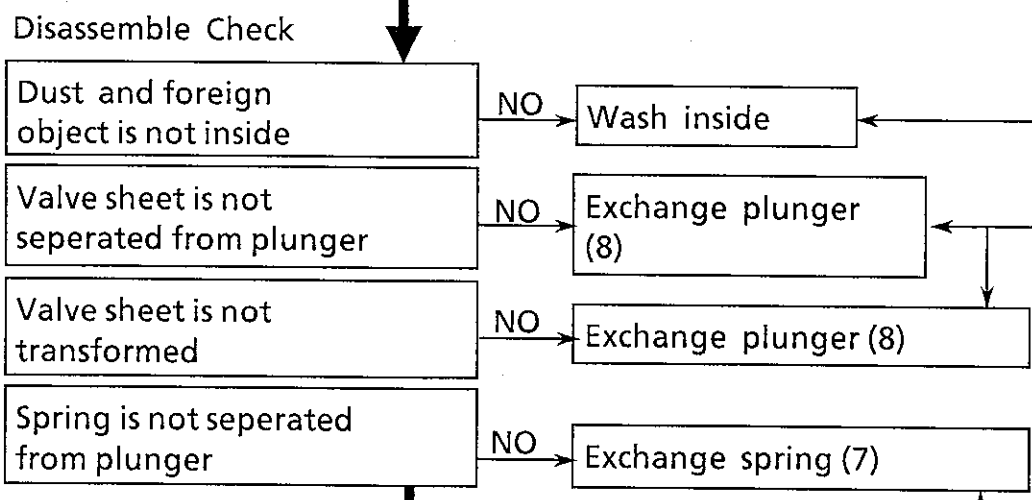 Disassemble Check
Dust and foreign
object is not inside
NO
Wash inside
Valve sheet is not
seperated from plunger
NO
Exchange plunger
(8)
Valve sheet is not
transformed
NO
Exchange plunger (8)
Spring is not seperated
from plunger
NO
Exchange spring (7)